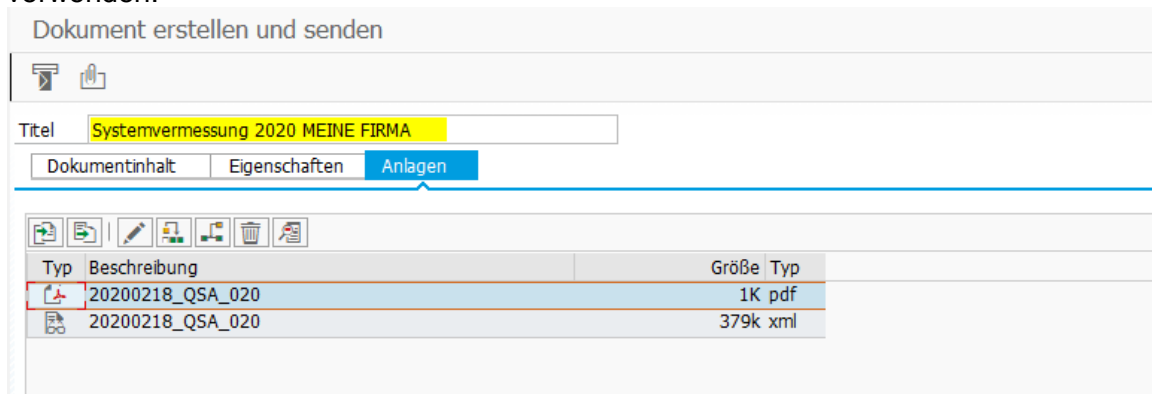 verwenden.
Dokument erstellen und senden
Titel Systemvermessung 2020 MEINE FIRMA
Dokumentinhalt Eigenschaften Anlagen
Typ Beschreibung Größe Typ
20200218_QSA_020 1K pdf
20200218_QSA_020 379k xml